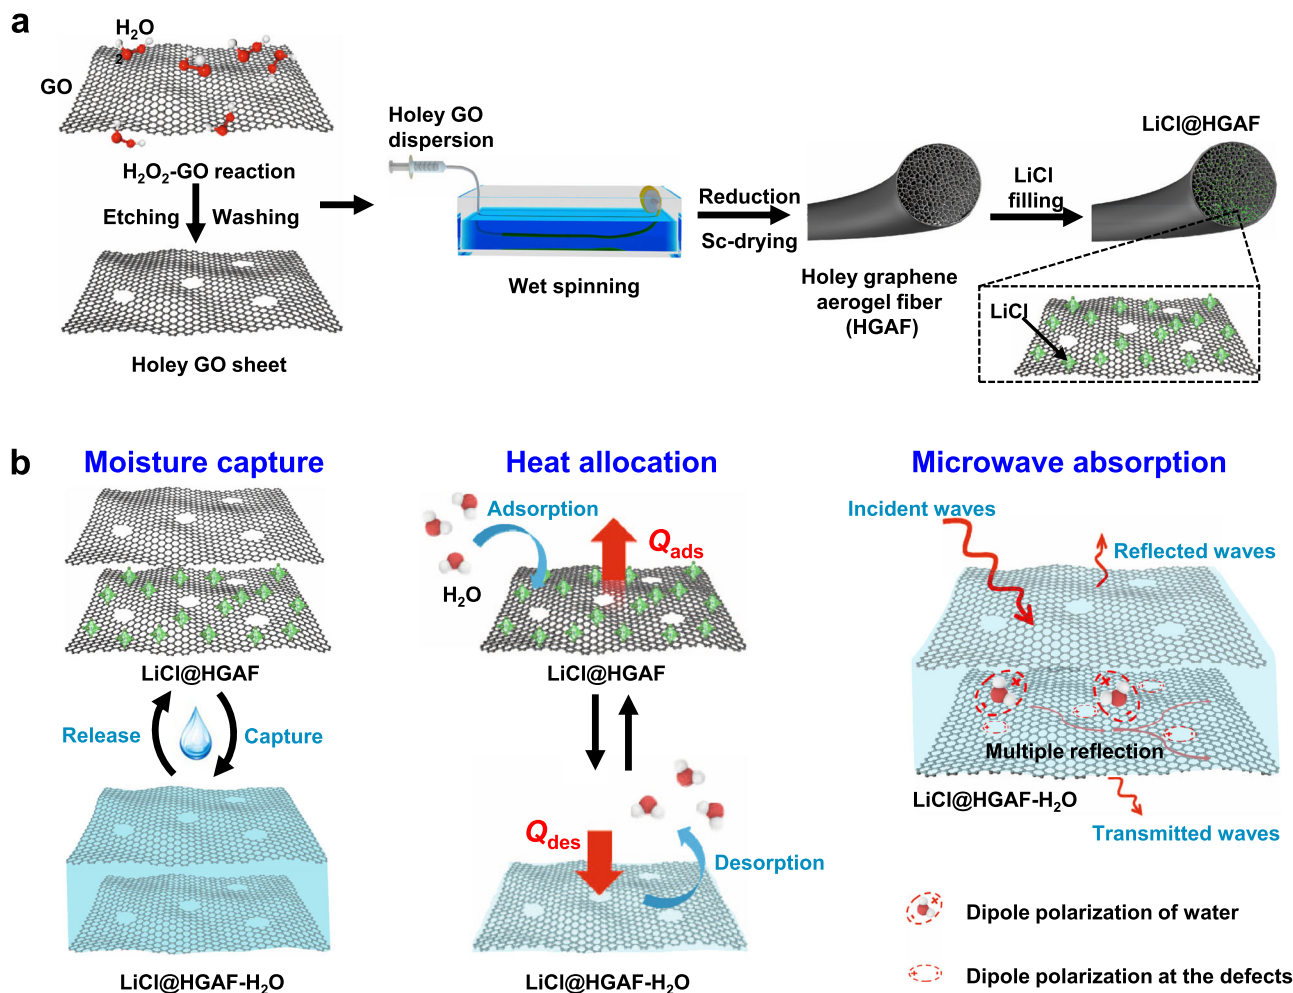 a
H2O
2
GO
H2O2-GO reaction
Etching
Washing
Holey GO sheet
Holey GO
dispersion
Wet spinning
Reduction
Sc-drying
Holey graphene
aerogel fiber
(HGAF)
LiCl
filling
LiCl@HGAF
LiCl
b
Moisture capture
LiCl@HGAF
Release
Capture
LiCl@HGAF-H2O
Heat allocation
Adsorption
Qads
H2O
LiCl@HGAF
Qdes
Desorption
LiCl@HGAF-H2O
Microwave absorption
Incident waves
Reflected waves
Multiple reflection
LiCl@HGAF-H2O
Transmitted waves
Dipole polarization of water
Dipole polarization at the defects